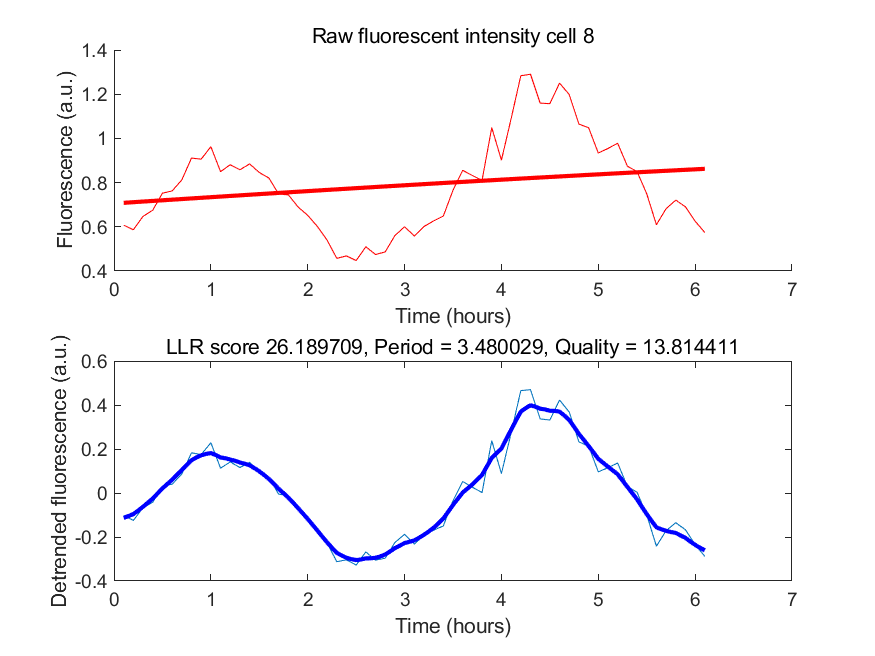 Raw fluorescent intensity cell 8
Fluorescence (a.u.)
1.4
1.2
1
0.8
0.6
0.4
0 1 2 3 4 5 6 7
Time (hours)
LLR score 26.189709, Period = 3.480029, Quality = 13.814411
Detrended fluorescence (a.u.)
0.6
0.4
0.2
0
-0.2
-0.4
0 1 2 3 4 5 6 7
Time (hours)